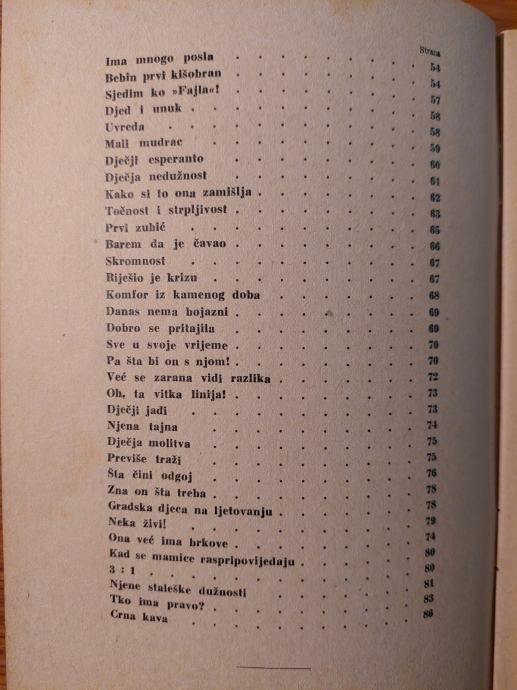 Strana
Ima mnogo posla . . . . . . 54
Bebin prvi kišobran . . . . . . 54
Sjedim ko »Fajla«! . . . . . . 57
Djed i unuk . . . . . . . 58
Uvreda . . . . . . . . 58
Mali mudrac . . . . . . . 59
Dječji esperanto . . . . . . 60
Dječja nedužnost . . . . . . 61
Kako si to ona zamišlja . . . . . . 62
Točnost i strpljivost . . . . . . 63
Prvi zubić . . . . . . . 65
Barem da je čavao . . . . . . 66
Skromnost . . . . . . . 67
Riješio je krizu . . . . . . 67
Komfor iz kamenog doba . . . . . 68
Danas nema bojazni . . . . . . 69
Dobro se pritajila . . . . . . 69
Sve u svoje vrijeme . . . . . . 70
Pa šta bi on s njom! . . . . . . 70
Već se zarana vidi razlika . . . . . 72
Oh, ta vitka linija! . . . . . . 73
Dječji jadi . . . . . . . 73
Njena tajna . . . . . . . 74
Dječja molitva . . . . . . . 75
Previše traži . . . . . . . 75
Šta čini odgoj . . . . . . . 76
Zna on šta treba . . . . . . 78
Gradska djeca na ljetovanju . . . . . 78
Neka živi! . . . . . . . 79
Ona već ima brkove . . . . . . 74
Kad se mamice raspripovijedaju . . . . 80
3 : 1 . . . . . . . . 80
Njene staleške dužnosti . . . . . 81
Tko ima pravo? . . . . . . 83
Crna kava . . . . . . . 86